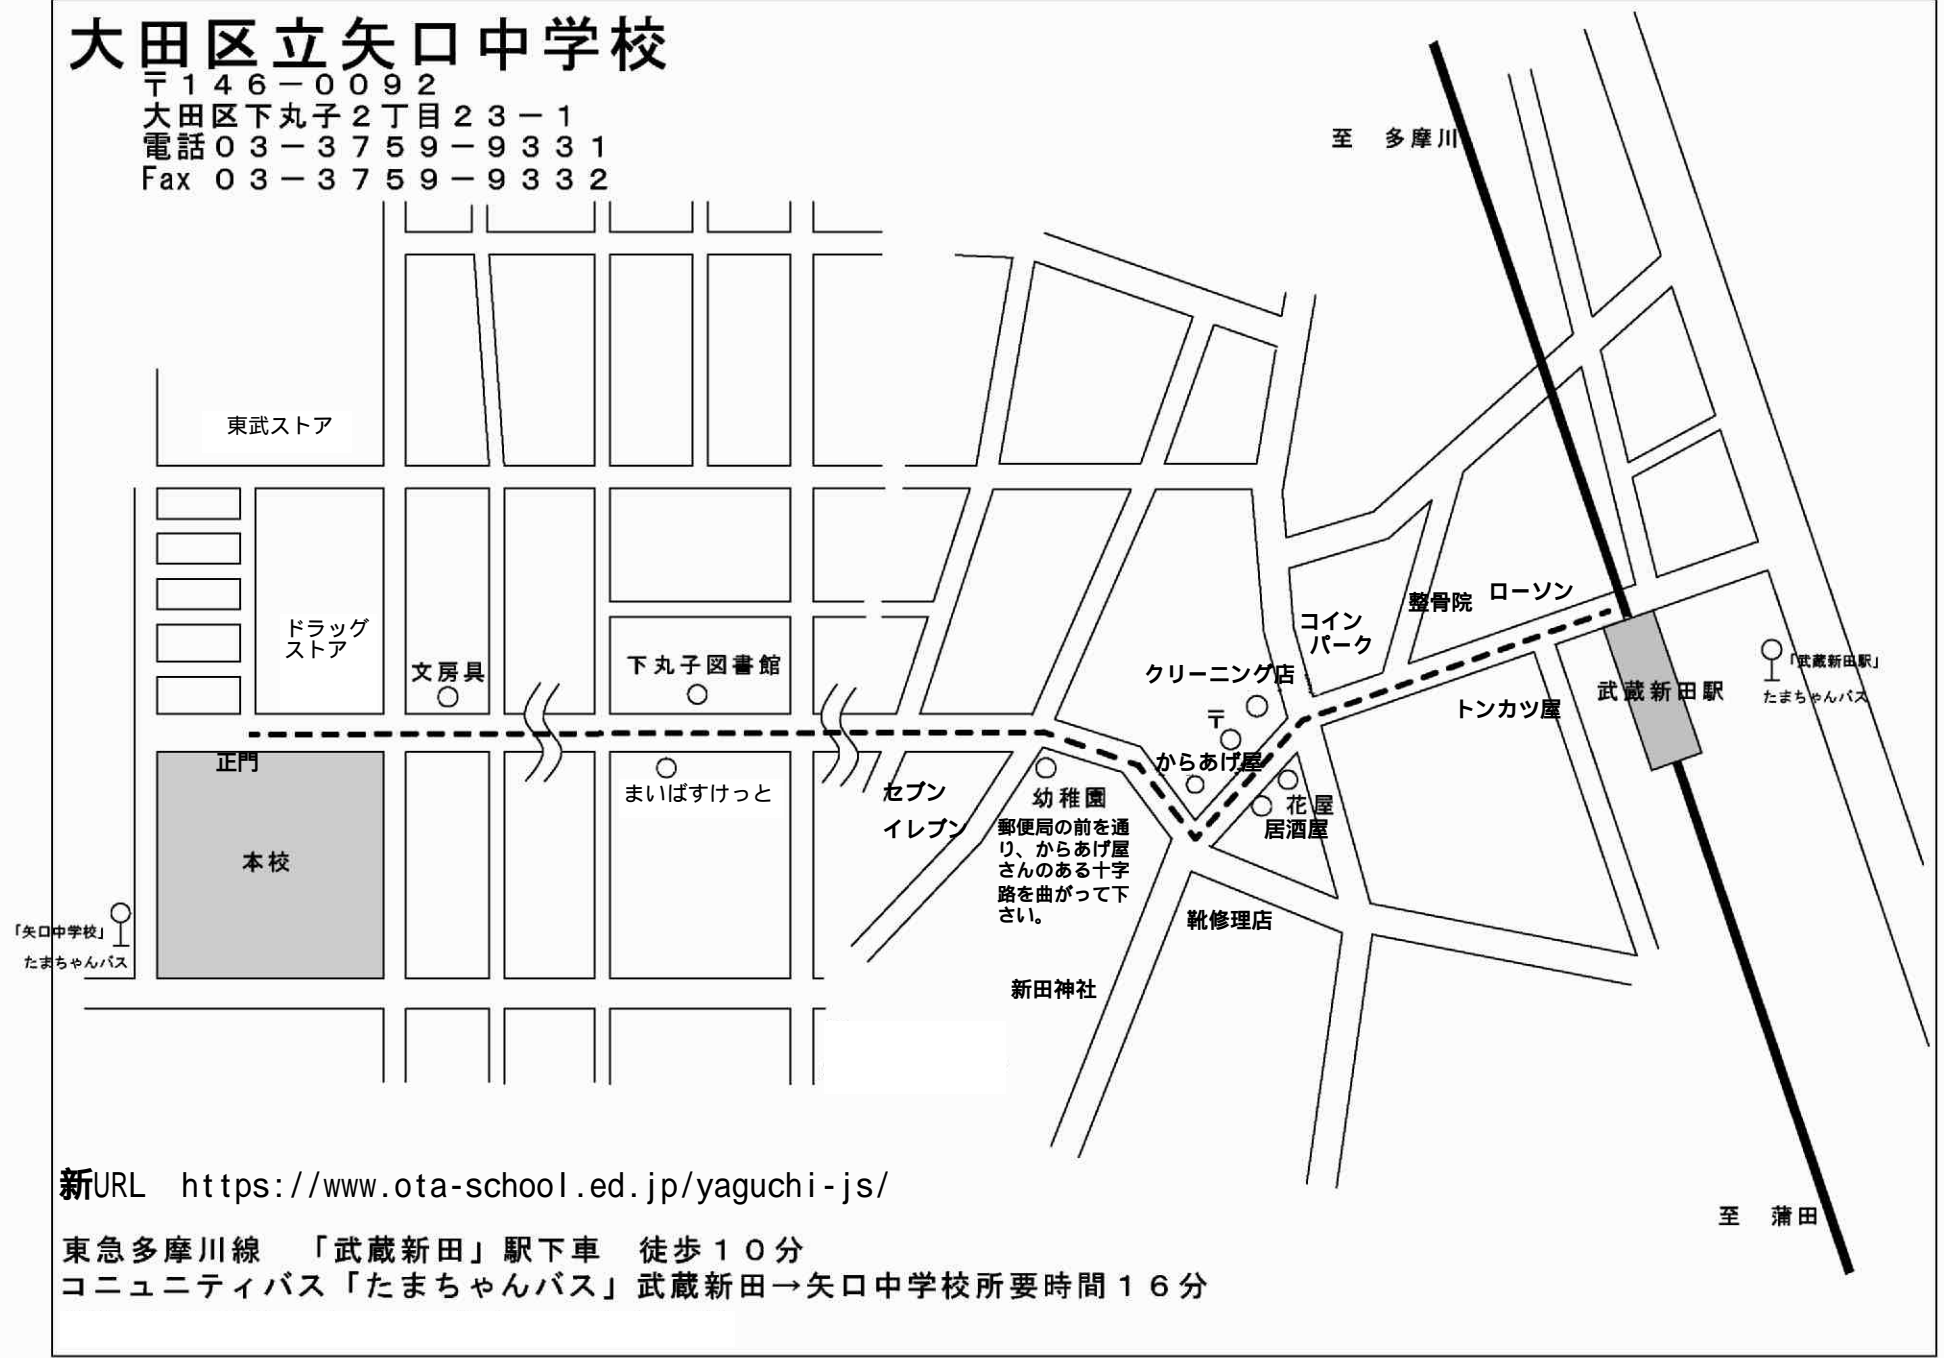 大田区立矢口中学校
〒146－0092
大田区下丸子2丁目23－1
電話03－3759－9331
Fax 03－3759－9332
至 多摩川
東武ストア
ドラッグ
ストア
文房具
下丸子図書館
整骨院
ローソン
コイン
パーク
クリーニング店
〒
からあげ屋
トンカツ屋
武蔵新田駅
「武蔵新田駅」
たまちゃんバス
正門
まいばすけっと
セブン
イレブン
幼稚園
花屋
居酒屋
郵便局の前を通
り、からあげ屋
さんのある十字
路を曲がって下
さい。
本校
靴修理店
「矢口中学校」
たまちゃんバス
新田神社
新URL https://www.ota-school.ed.jp/yaguchi-js/
至 蒲田
東急多摩川線 「武蔵新田」駅下車 徒歩10分
コニュニティバス「たまちゃんバス」武蔵新田→矢口中学校所要時間16分